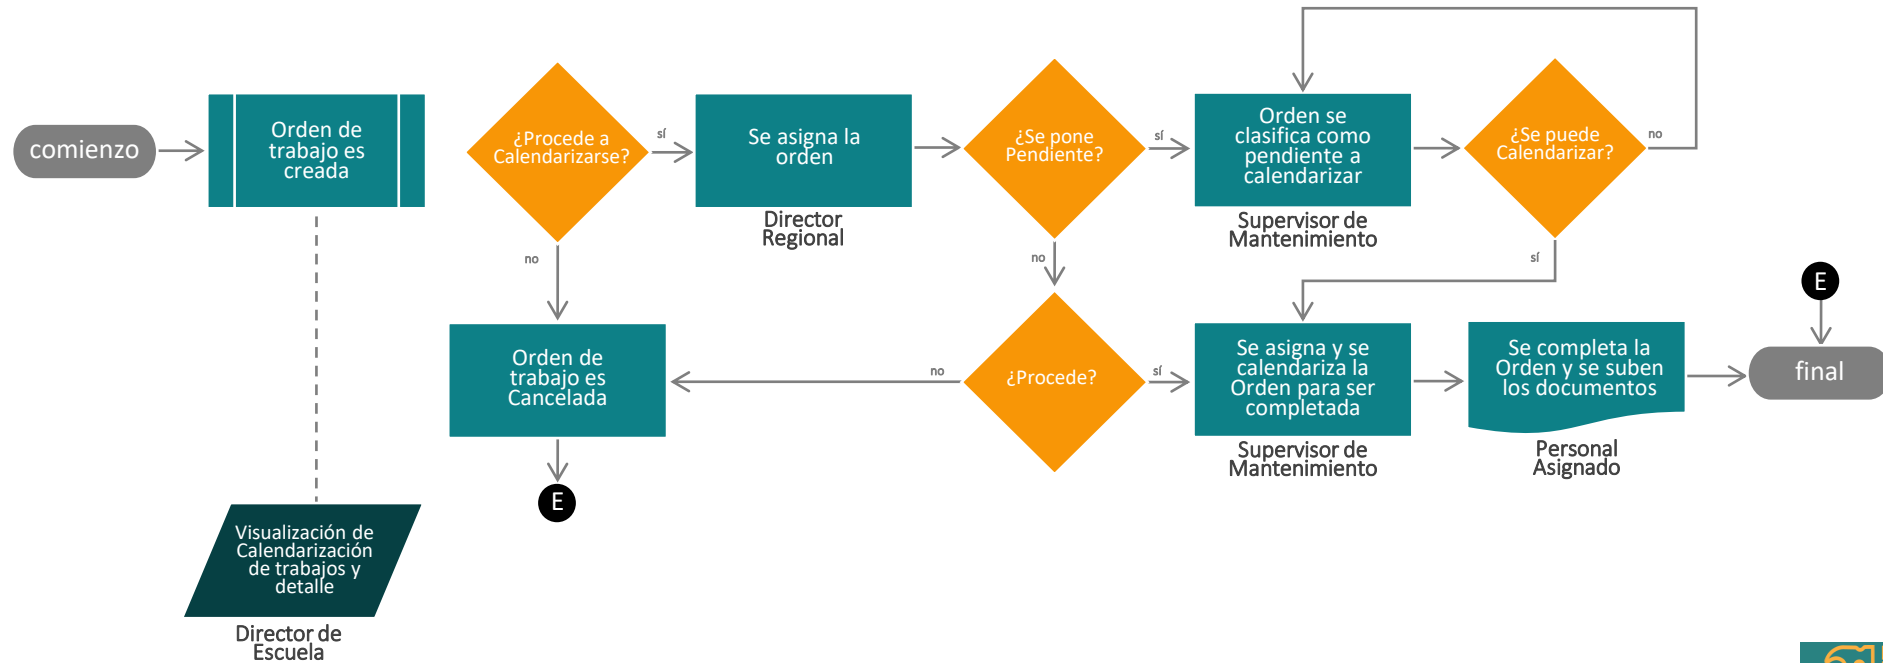 comienzo
Orden de
trabajo es
creada
¿Procede a
Calendarizarse?
sí
no
Se asigna la
orden
Director
Regional
¿Se pone
Pendiente?
sí
no
Orden se
clasifica como
pendiente a
calendarizar
Supervisor de
Mantenimiento
¿Se puede
Calendarizar?
no
sí
Orden de
trabajo es
Cancelada
E
no
¿Procede?
sí
Se asigna y se
calendariza la
Orden para ser
completada
Supervisor de
Mantenimiento
Se completa la
Orden y se suben
los documentos
Personal
Asignado
E
final
Visualización de
Calendarización
de trabajos y
detalle
Director de
Escuela